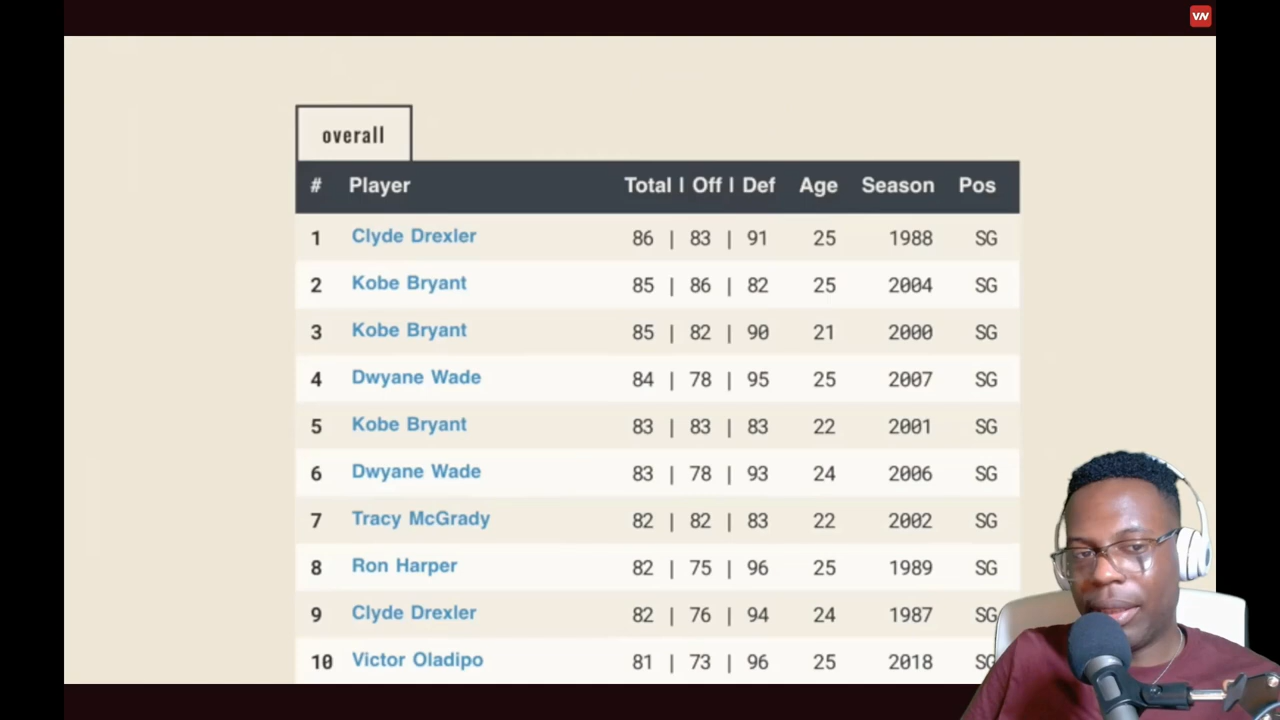 VN
overall
# Player Total | Off | Def Age Season Pos
1 Clyde Drexler 86 | 83 | 91 25 1988 SG
2 Kobe Bryant 85 | 86 | 82 25 2004 SG
3 Kobe Bryant 85 | 82 | 90 21 2000 SG
4 Dwyane Wade 84 | 78 | 95 25 2007 SG
5 Kobe Bryant 83 | 83 | 83 22 2001 SG
6 Dwyane Wade 83 | 78 | 93 24 2006 SG
7 Tracy McGrady 82 | 82 | 83 22 2002 SG
8 Ron Harper 82 | 75 | 96 25 1989 SG
9 Clyde Drexler 82 | 76 | 94 24 1987 SG
10 Victor Oladipo 81 | 73 | 96 25 2018 SG